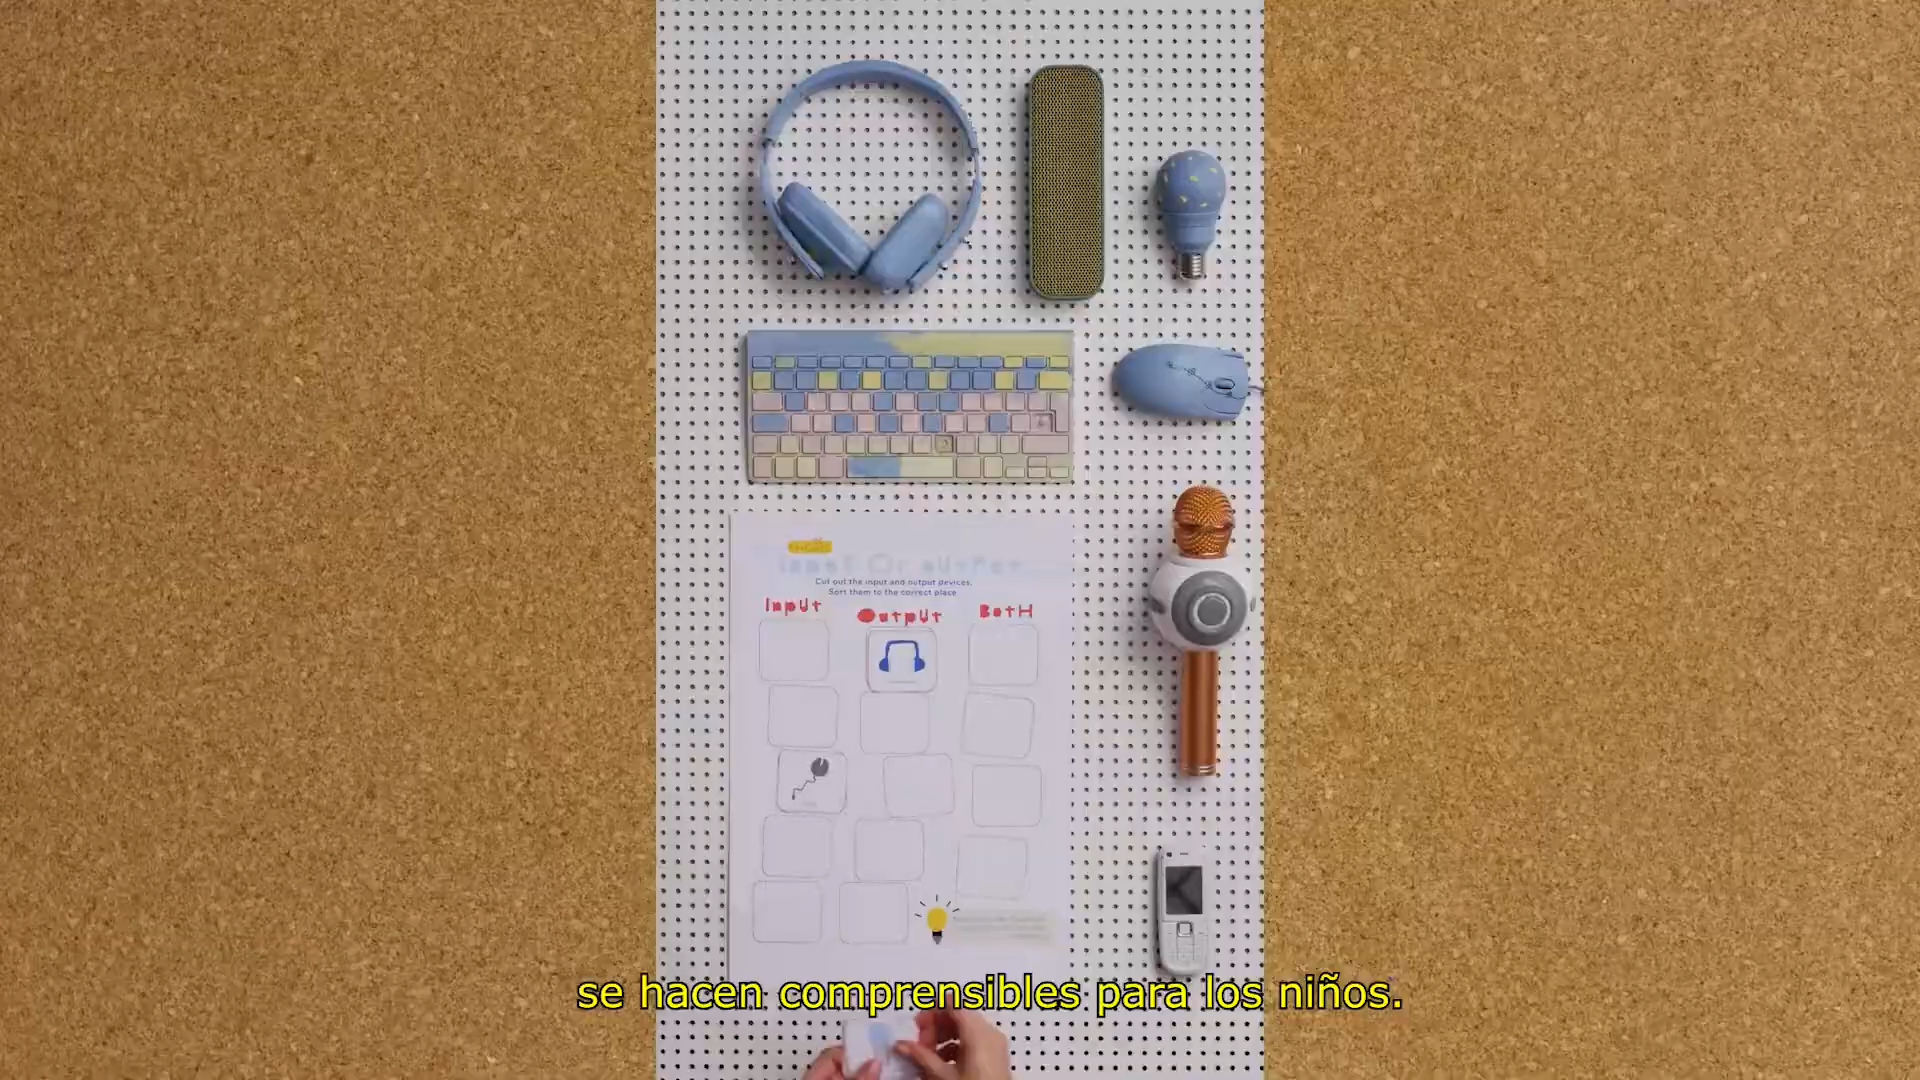 Input Or output
Cut out the input and output devices.
Sort them to the correct place
Input
Output
BotH
se hacen comprensibles para los niños.